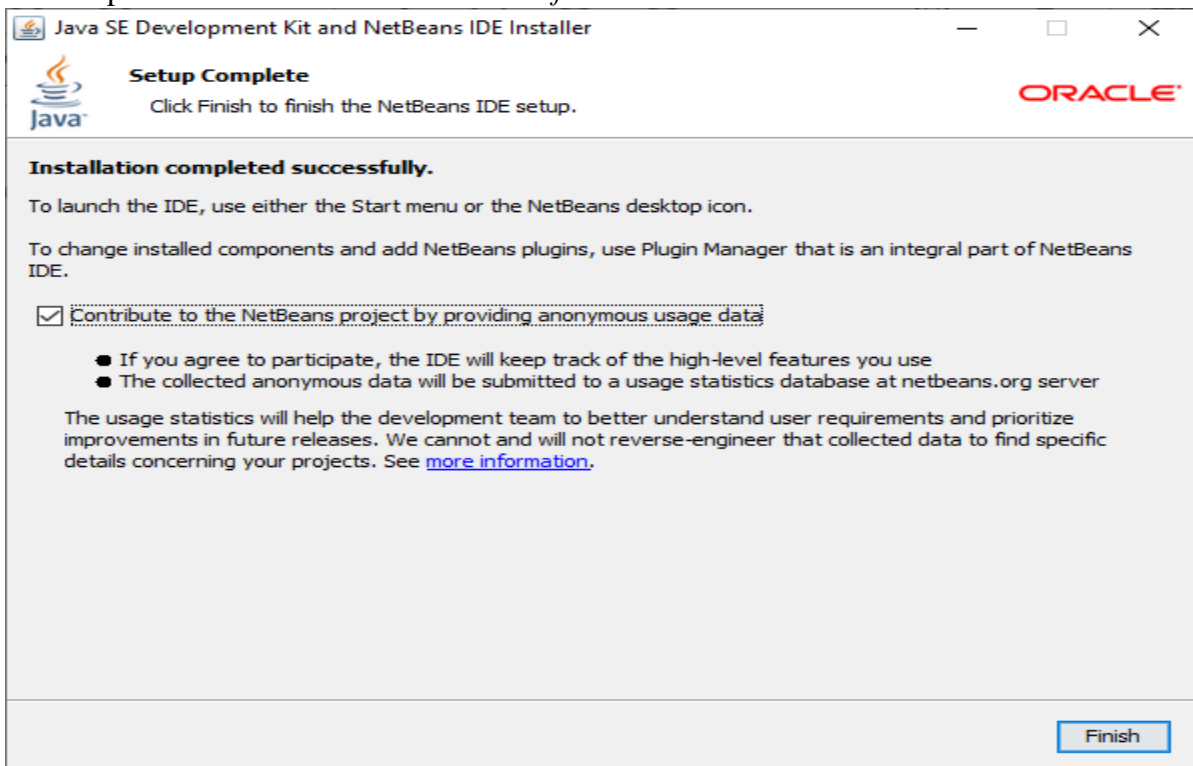 Java SE Development Kit and NetBeans IDE Installer
Setup Complete
Click Finish to finish the NetBeans IDE setup.
Java
ORACLE
Installation completed successfully.
To launch the IDE, use either the Start menu or the NetBeans desktop icon.
To change installed components and add NetBeans plugins, use Plugin Manager that is an integral part of NetBeans
IDE.
Contribute to the NetBeans project by providing anonymous usage data
If you agree to participate, the IDE will keep track of the high-level features you use
The collected anonymous data will be submitted to a usage statistics database at netbeans.org server
The usage statistics will help the development team to better understand user requirements and prioritize
improvements in future releases. We cannot and will not reverse-engineer that collected data to find specific
details concerning your projects. See more information.
Finish